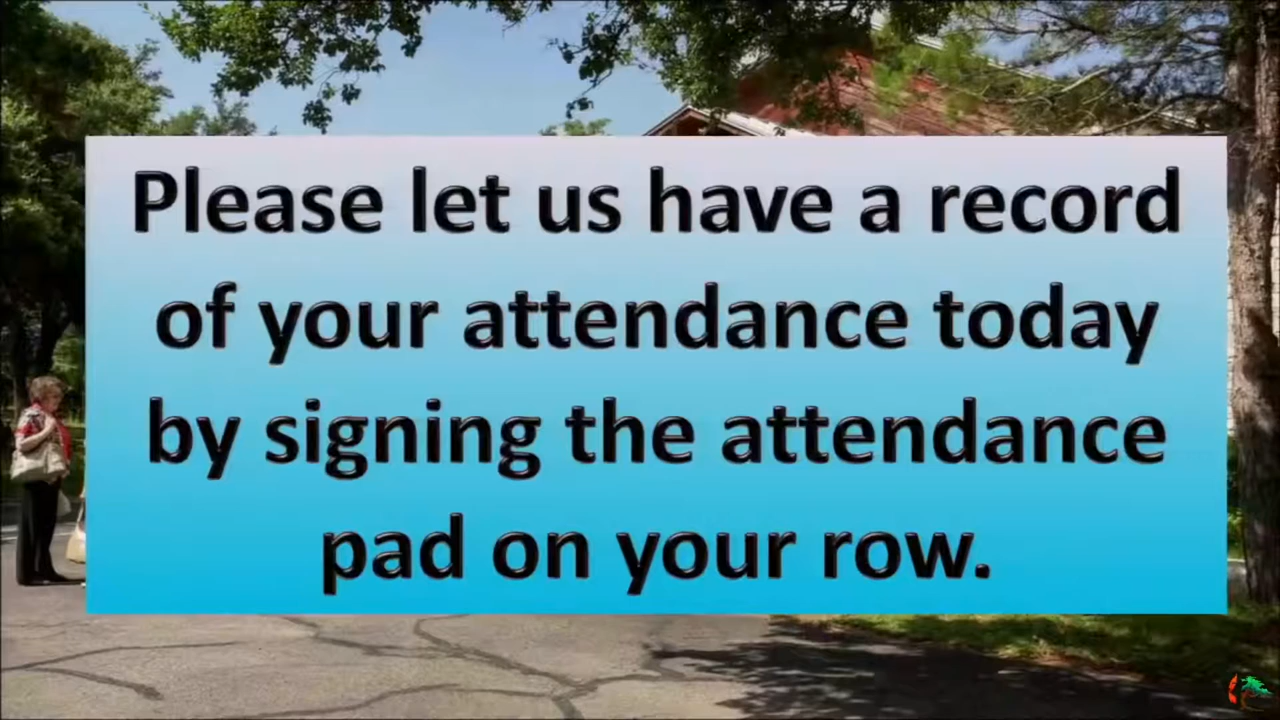 Please let us have a record
of your attendance today
by signing the attendance
pad on your row.